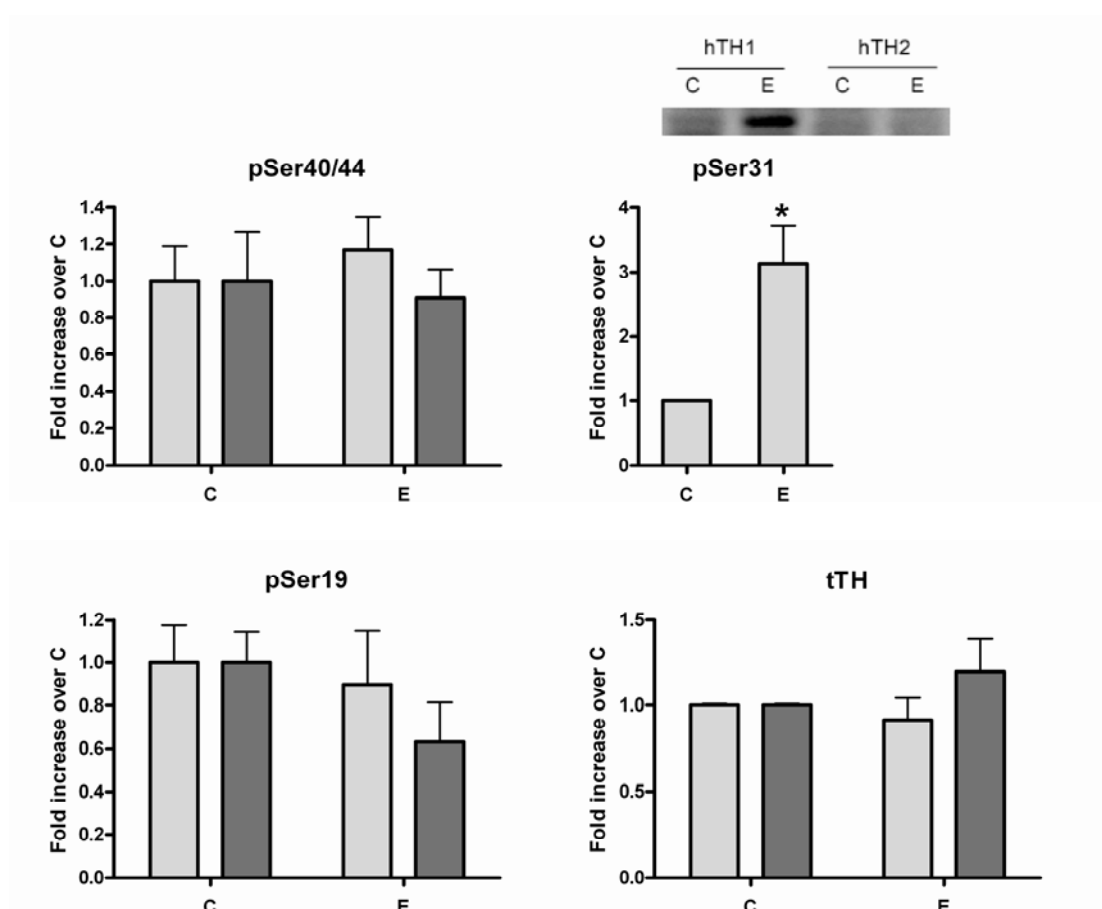 hTH1 hTH2
C E C E
pSer40/44
Fold increase over C
1.4
1.2
1.0
0.8
0.6
0.4
0.2
0.0
C E
pSer31
Fold increase over C
4
3
2
1
0
*
C E
pSer19
Fold increase over C
1.2
1.0
0.8
0.6
0.4
0.2
0.0
C E
tTH
Fold increase over C
1.5
1.0
0.5
0.0
C E